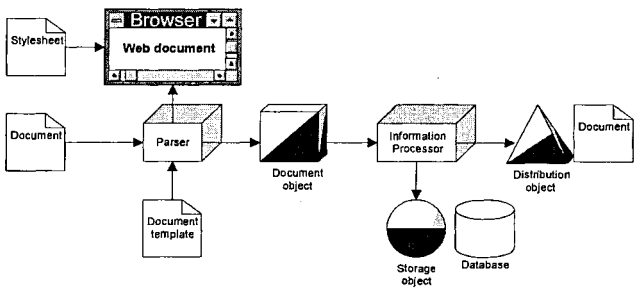 Browser
Stylesheet
Web document
Document
Parser
Information
Processor
Document
Document
object
Distribution
object
Document
template
Storage
object
Database